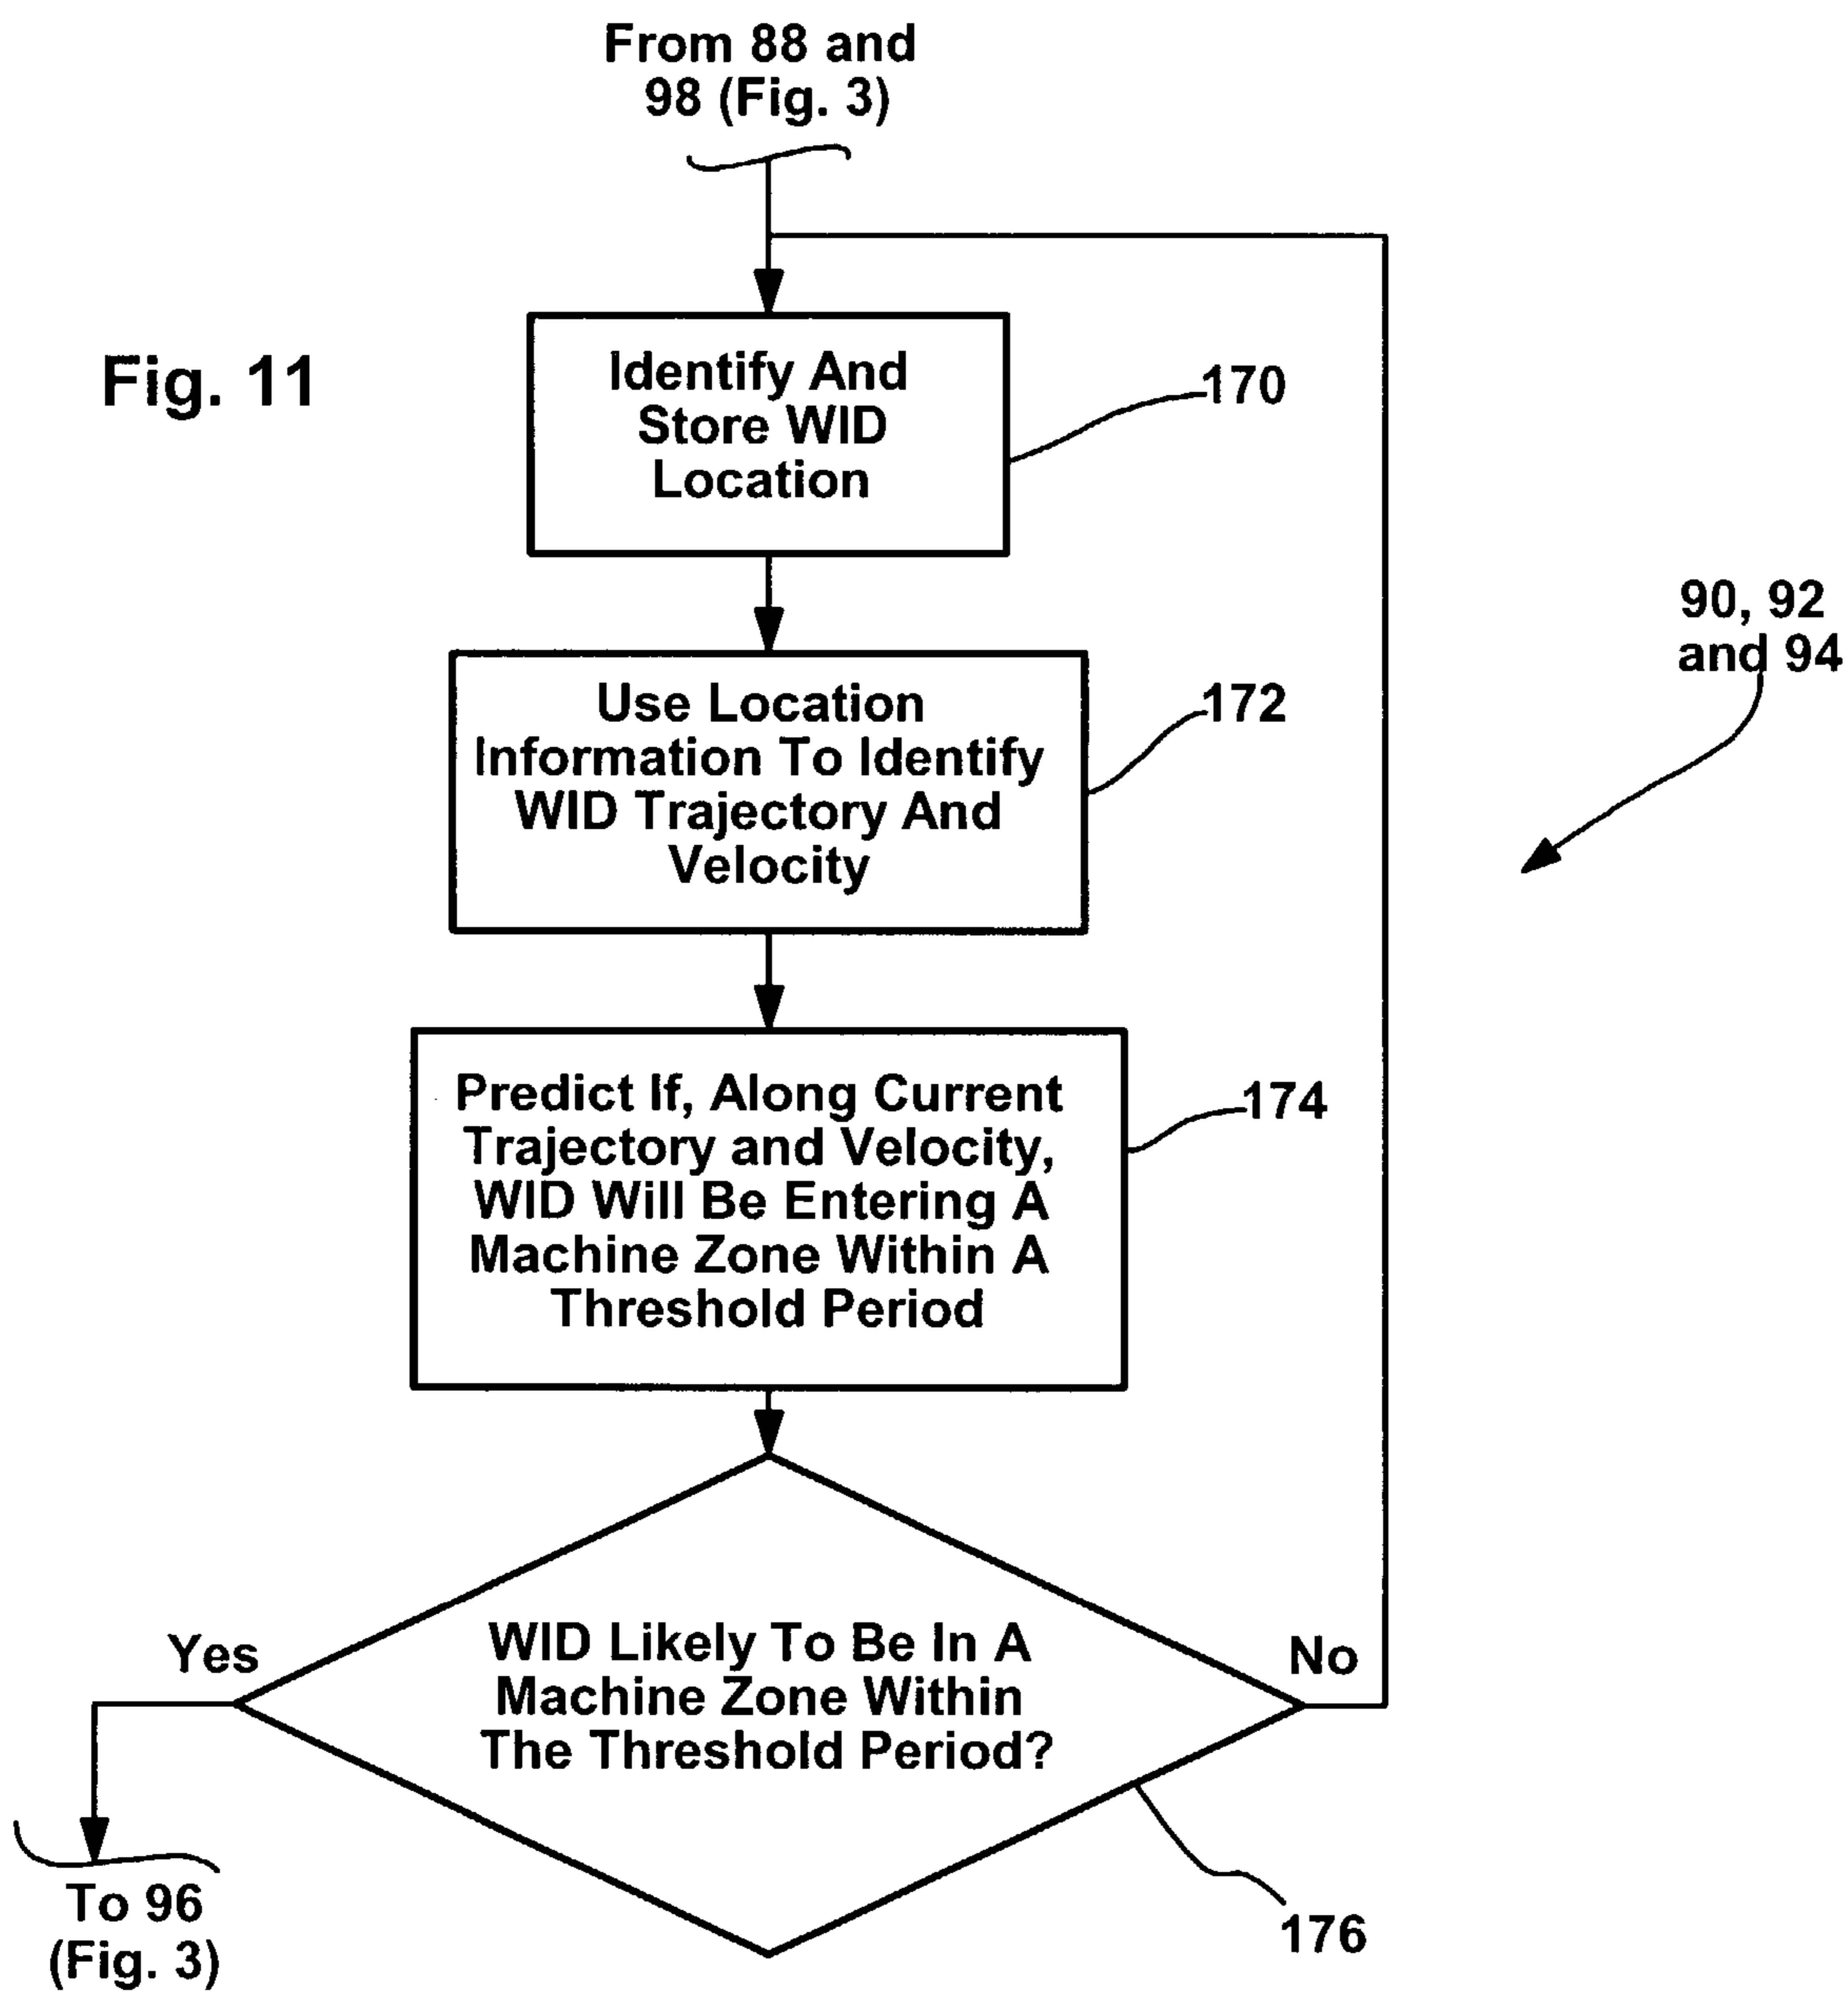 From 88 and
98 (Fig. 3)
Fig. 11
Identify And
Store WID
Location
170
90, 92
and 94
Use Location
Information To Identify
WID Trajectory And
Velocity
172
Predict If, Along Current
Trajectory and Velocity,
WID Will Be Entering A
Machine Zone Within A
Threshold Period
174
Yes
WID Likely To Be In A
Machine Zone Within
The Threshold Period?
No
To 96
(Fig. 3)
176